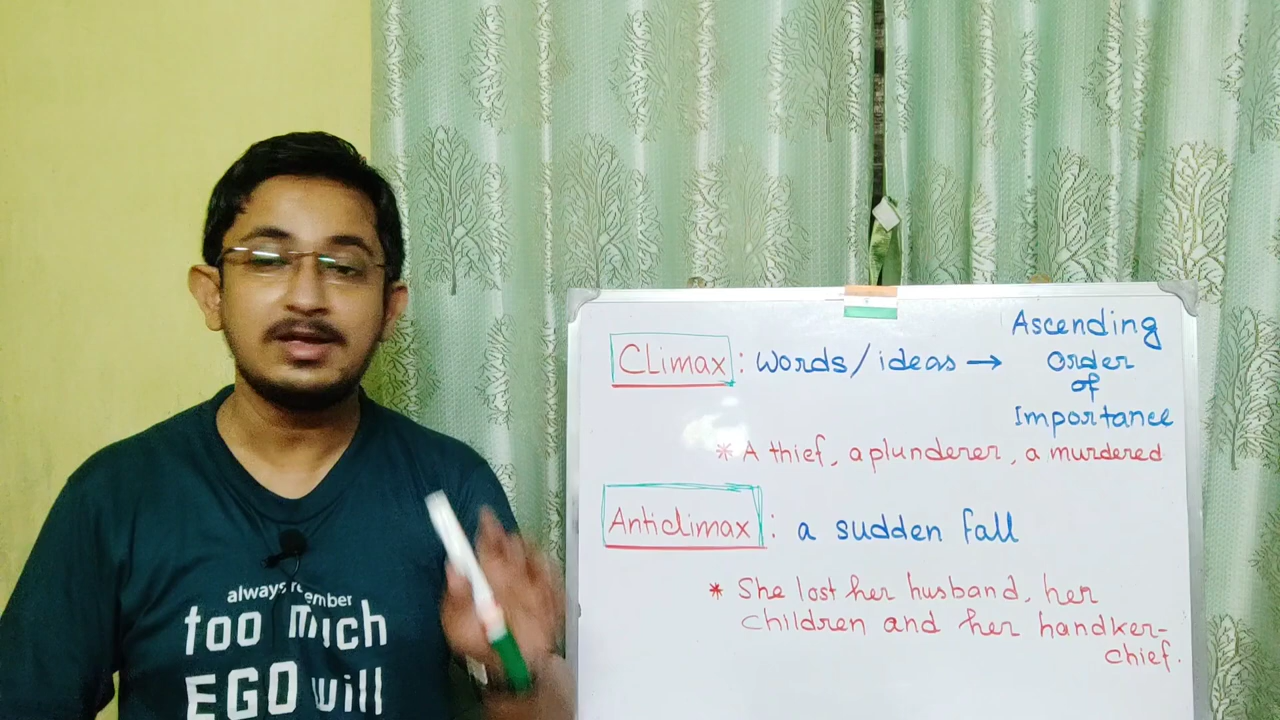 always remember
too much
EGO will
Climax : words/ideas → Ascending
Order
of
Importance
* A thief, a plunderer, a murdered
Anticlimax : a sudden fall
* She lost her husband, her
children and her handker-
chief.